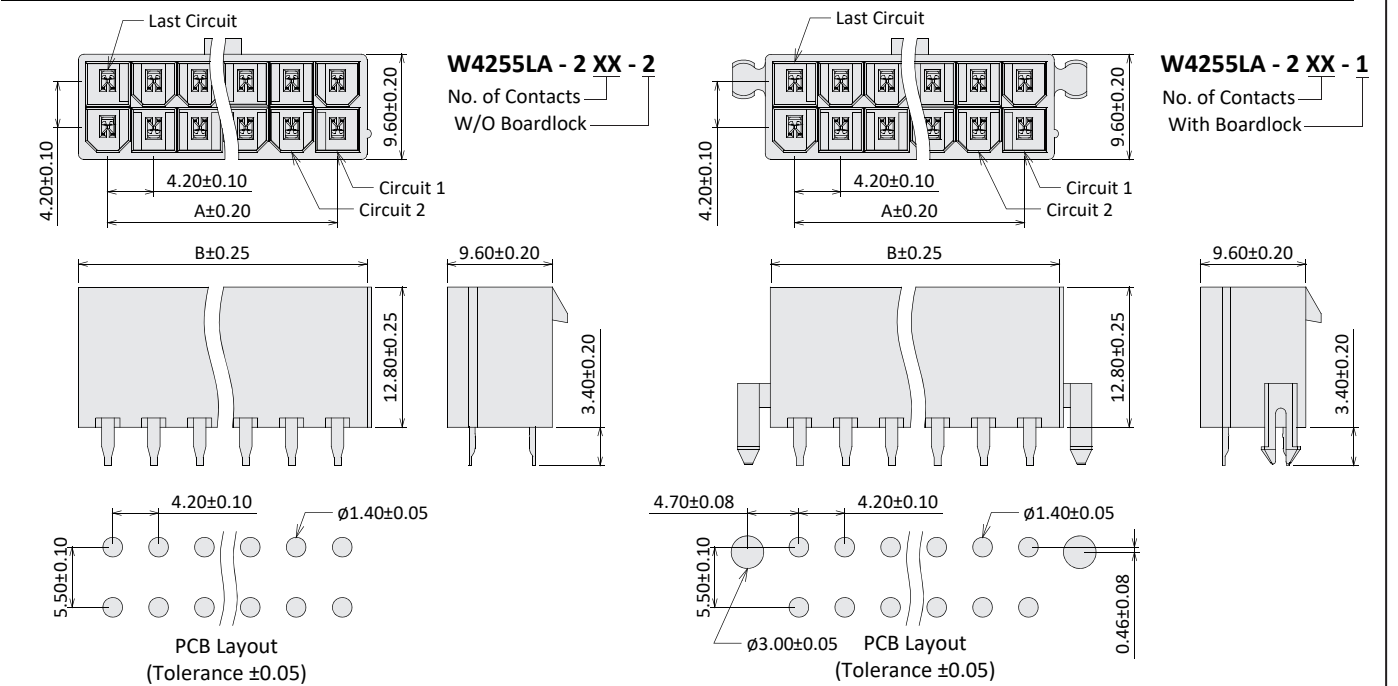 Last Circuit
W4255LA - 2 XX - 2
No. of Contacts
W/O Boardlock
9.60±0.20
4.20±0.10
4.20±0.10
A±0.20
Circuit 1
Circuit 2
B±0.25
9.60±0.20
12.80±0.25
3.40±0.20
4.20±0.10
ø1.40±0.05
5.50±0.10
PCB Layout
(Tolerance ±0.05)
Last Circuit
W4255LA - 2 XX - 1
No. of Contacts
With Boardlock
9.60±0.20
4.20±0.10
4.20±0.10
A±0.20
Circuit 1
Circuit 2
B±0.25
9.60±0.20
12.80±0.25
3.40±0.20
4.70±0.08
4.20±0.10
ø1.40±0.05
5.50±0.10
0.46±0.08
ø3.00±0.05
PCB Layout
(Tolerance ±0.05)